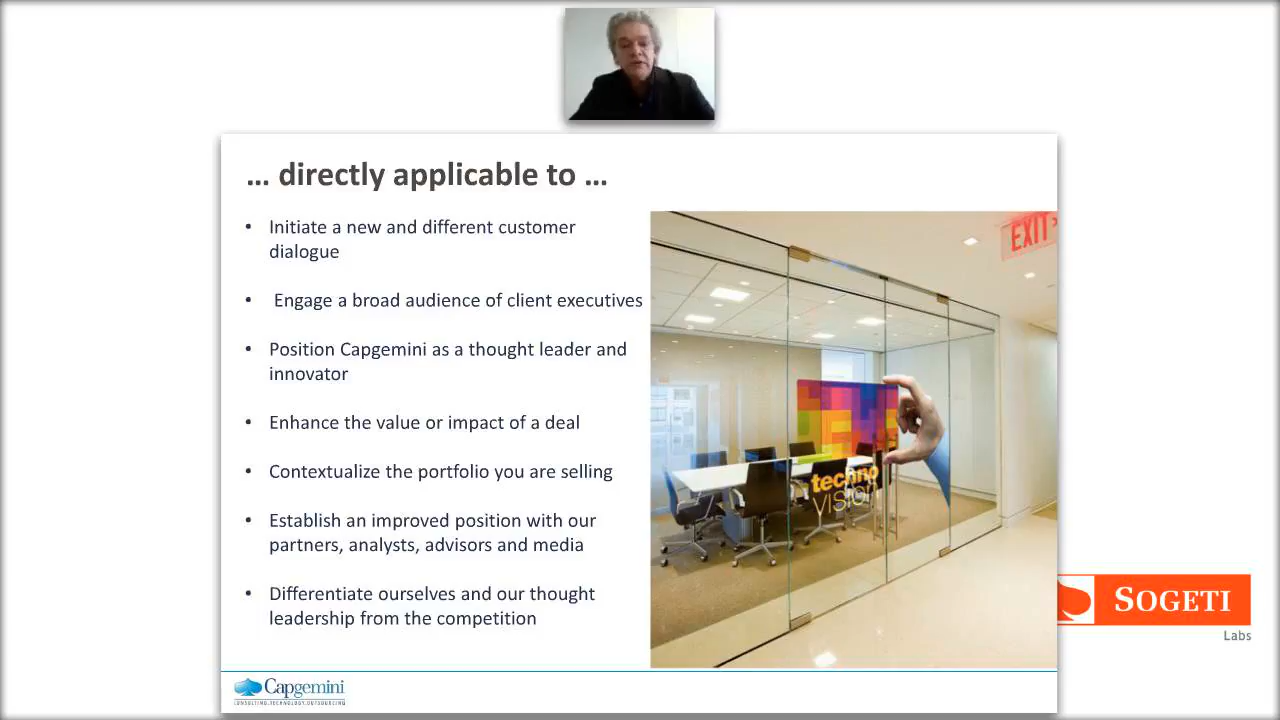 … directly applicable to …
• Initiate a new and different customer
dialogue
• Engage a broad audience of client executives
• Position Capgemini as a thought leader and
innovator
• Enhance the value or impact of a deal
• Contextualize the portfolio you are selling
• Establish an improved position with our
partners, analysts, advisors and media
• Differentiate ourselves and our thought
leadership from the competition
EXIT
techno
VISION
SOGETI
Labs
Capgemini
CONSULTING.TECHNOLOGY.OUTSOURCING